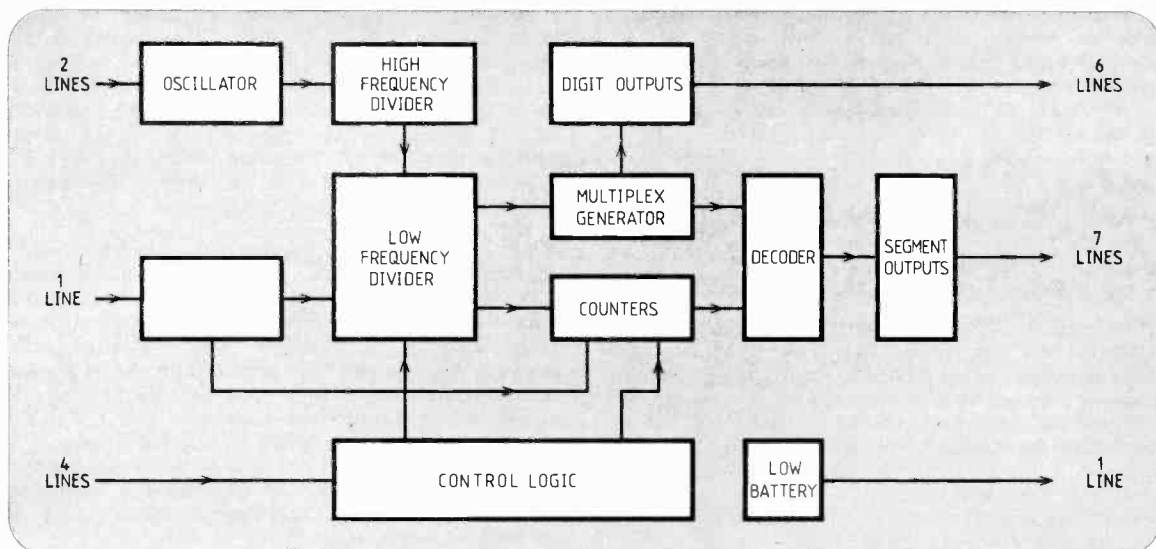 2
LINES
OSCILLATOR
HIGH
FREQUENCY
DIVIDER
DIGIT OUTPUTS
6
LINES
LOW
FREQUENCY
DIVIDER
MULTIPLEX
GENERATOR
DECODER
SEGMENT
OUTPUTS
7
LINES
1
LINE
COUNTERS
4
LINES
CONTROL LOGIC
LOW
BATTERY
1
LINE